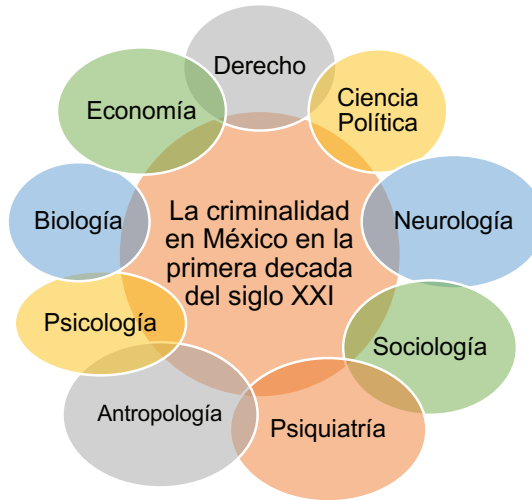 Derecho
Ciencia
Política
Economía
Biología
Neurología
La criminalidad
en México en la
primera decada
del siglo XXI
Psicología
Sociología
Antropología
Psiquiatría